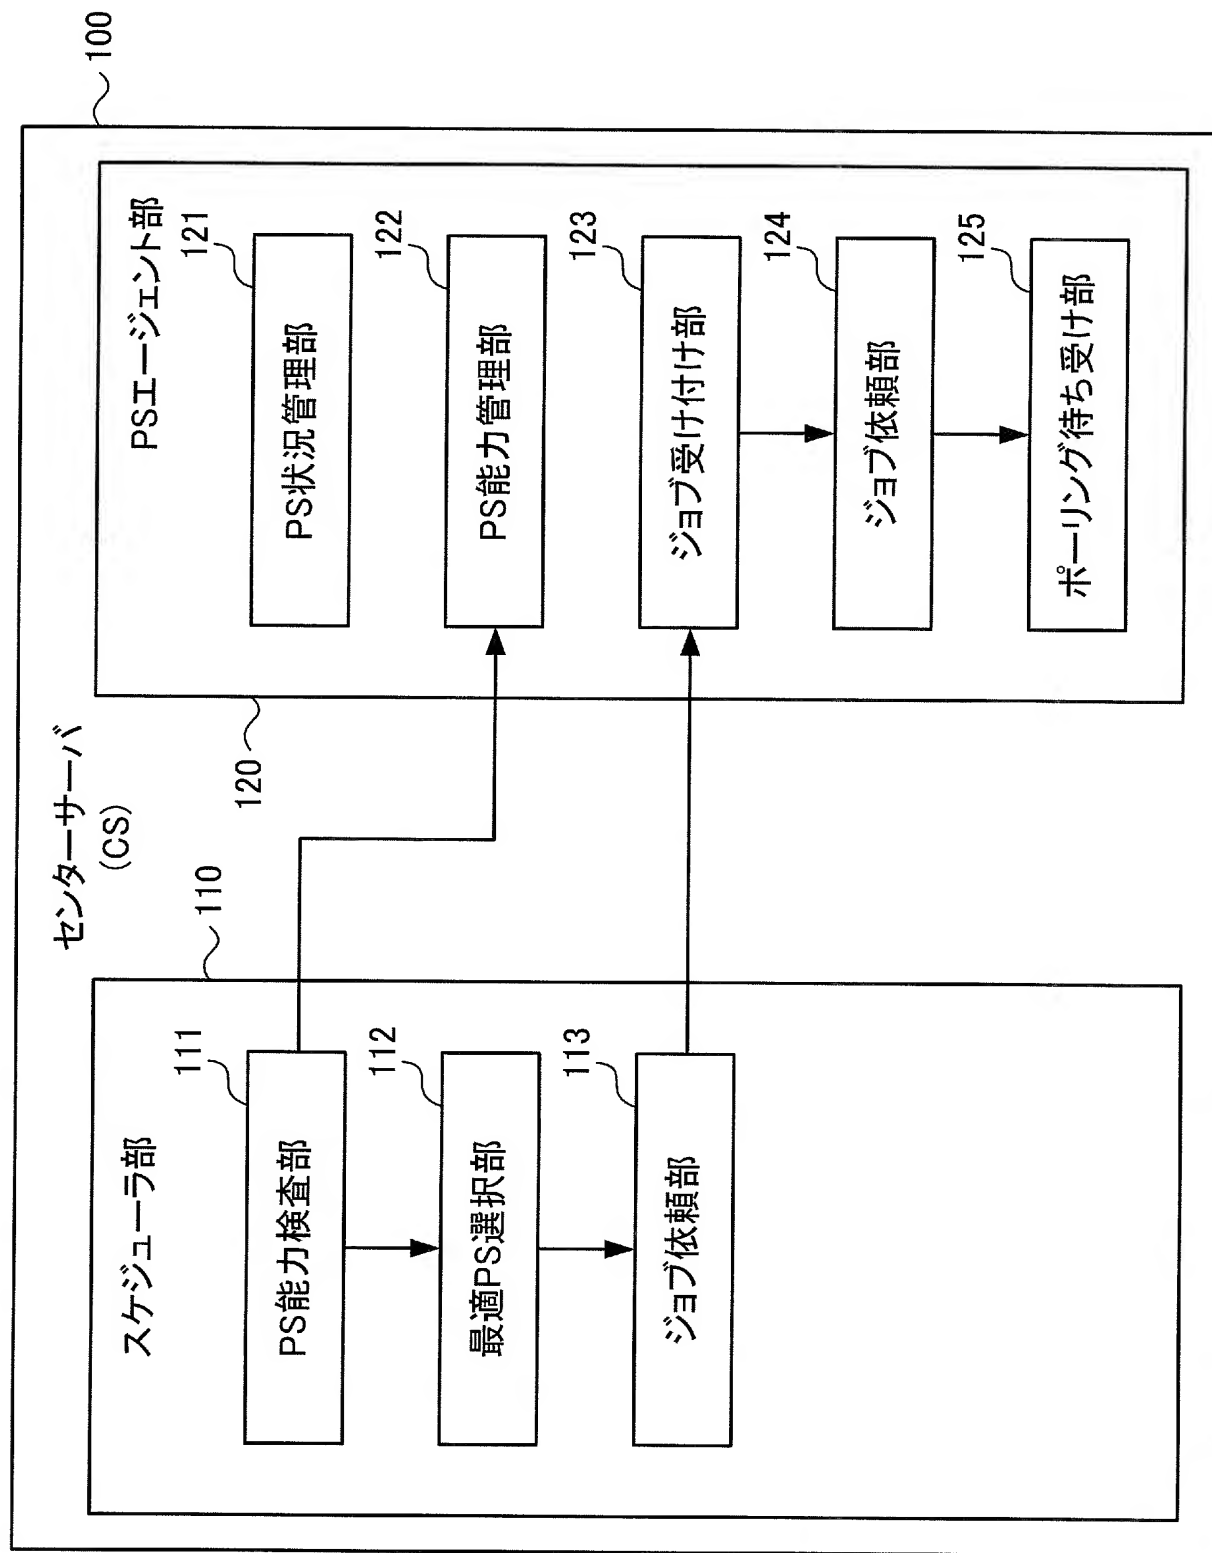 100
センターサーバ
(CS)
110
スケジューラ部
111
PS能力検査部
112
最適PS選択部
113
ジョブ依頼部
120
PSエージェント部
121
PS状況管理部
122
PS能力管理部
123
ジョブ受け付け部
124
ジョブ依頼部
125
ポーリング待ち受け部